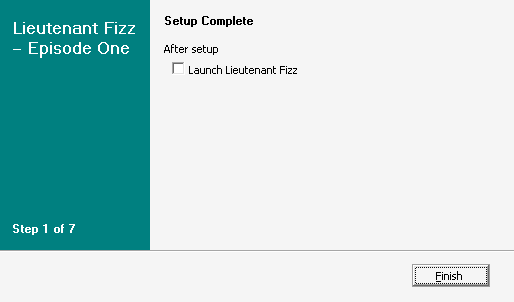 Lieutenant Fizz
– Episode One
Step 1 of 7
Setup Complete
After setup
Launch Lieutenant Fizz
Finish